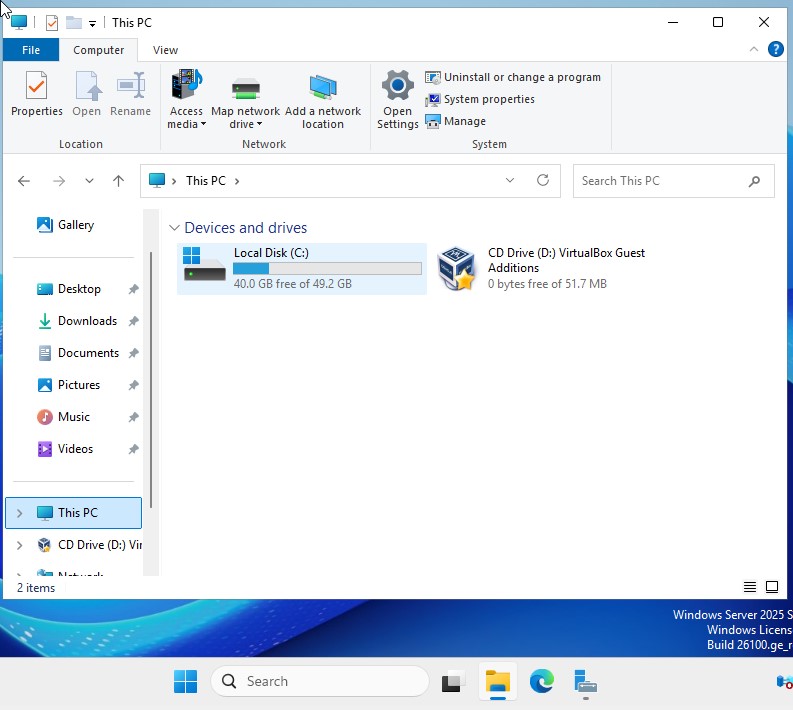 This PC
File
Computer
View
Properties
Open
Rename
Access
media
Map network
drive
Add a network
location
Open
Settings
Uninstall or change a program
System properties
Manage
Location
Network
System
This PC
Search This PC
Gallery
Desktop
Downloads
Documents
Pictures
Music
Videos
This PC
CD Drive (D:) Vir
Network
Devices and drives
Local Disk (C:)
40.0 GB free of 49.2 GB
CD Drive (D:) VirtualBox Guest
Additions
0 bytes free of 51.7 MB
2 items
Windows Server 2025 S
Windows Licens
Build 26100.ge_r
Search